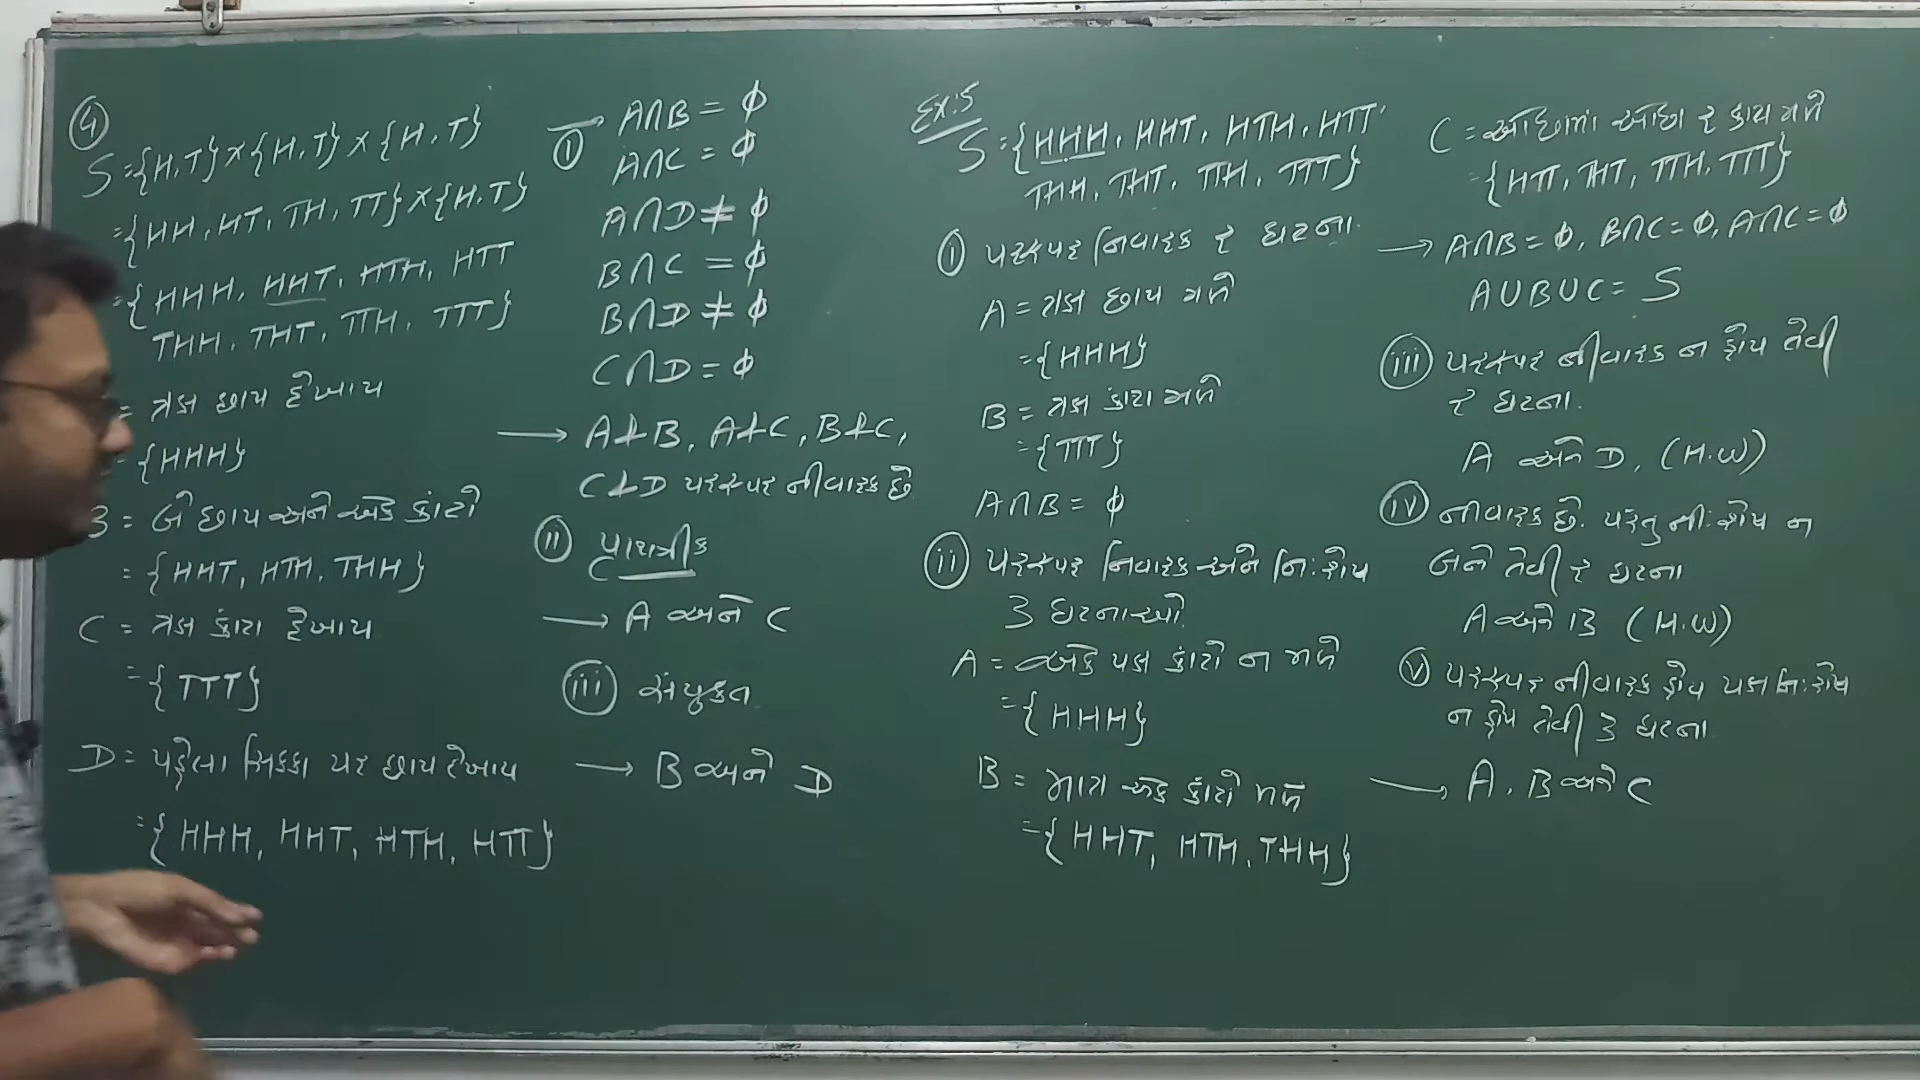 ④
S = {H,T} x {H,T} x {H,T}
= {HH, HT, TH, TT} x {H,T}
= {HHH, HHT, HTH, HTT
THH, THT, TTH, TTT}
= ત્રણ છાપ દેખાય
= {HHH}
B = બે છાપ અને એક કાંટો
= {HHT, HTH, THH}
C = ત્રણ કાંટા દેખાય
= {TTT}
D = પહેલા સિક્કા પર છાપ દેખાય
= {HHH, HHT, HTH, HTT}
① A∩B = ϕ
A∩C = ϕ
A∩D ≠ ϕ
B∩C = ϕ
B∩D ≠ ϕ
C∩D = ϕ
→ A⊥B, A⊥C, B⊥C,
C⊥D પરસ્પર નીવારક છે
ⅱ પ્રાથમીક
→ A અને C
ⅲ સંયુક્ત
→ B અને D
Ex:5
S = {HHH, HHT, HTH, HTT,
THH, THT, TTH, TTT}
① પરસ્પર નિવારક ૨ ઘટના.
A = ત્રણ છાપ મળે
= {HHH}
B = ત્રણ કાંટા મળે
= {TTT}
A∩B = ϕ
ⅱ પરસ્પર નિવારક અને નિ:શેષ
3 ઘટનાઓ
A = એક પણ કાંટો ન મળે
= {HHH}
B = માત્ર એક કાંટો મળે
= {HHT, HTH, THH}
C = ઓછામાં ઓછા ૨ કાંટા મળે
= {HTT, THT, TTH, TTT}
→ A∩B = ϕ, B∩C = ϕ, A∩C = ϕ
A∪B∪C = S
ⅲ પરસ્પર નીવારક ન હોય તેવી
૨ ઘટના.
A અને D, (H.W)
ⅳ નીવારક છે. પરંતુ ની:શેષ ન
બને તેવી ૨ ઘટના
A અને B (H.W)
ⅴ પરસ્પર નીવારક હોય પણ નિ:શેષ
ન હોય તેવી 3 ઘટના
→ A, B અને C